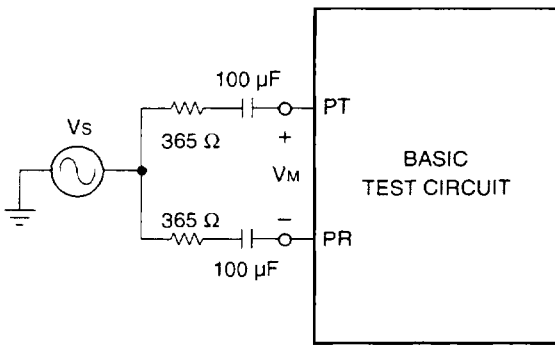 100 µF
PT
Vs
365 Ω
+
VM
BASIC
TEST CIRCUIT
365 Ω
–
PR
100 µF